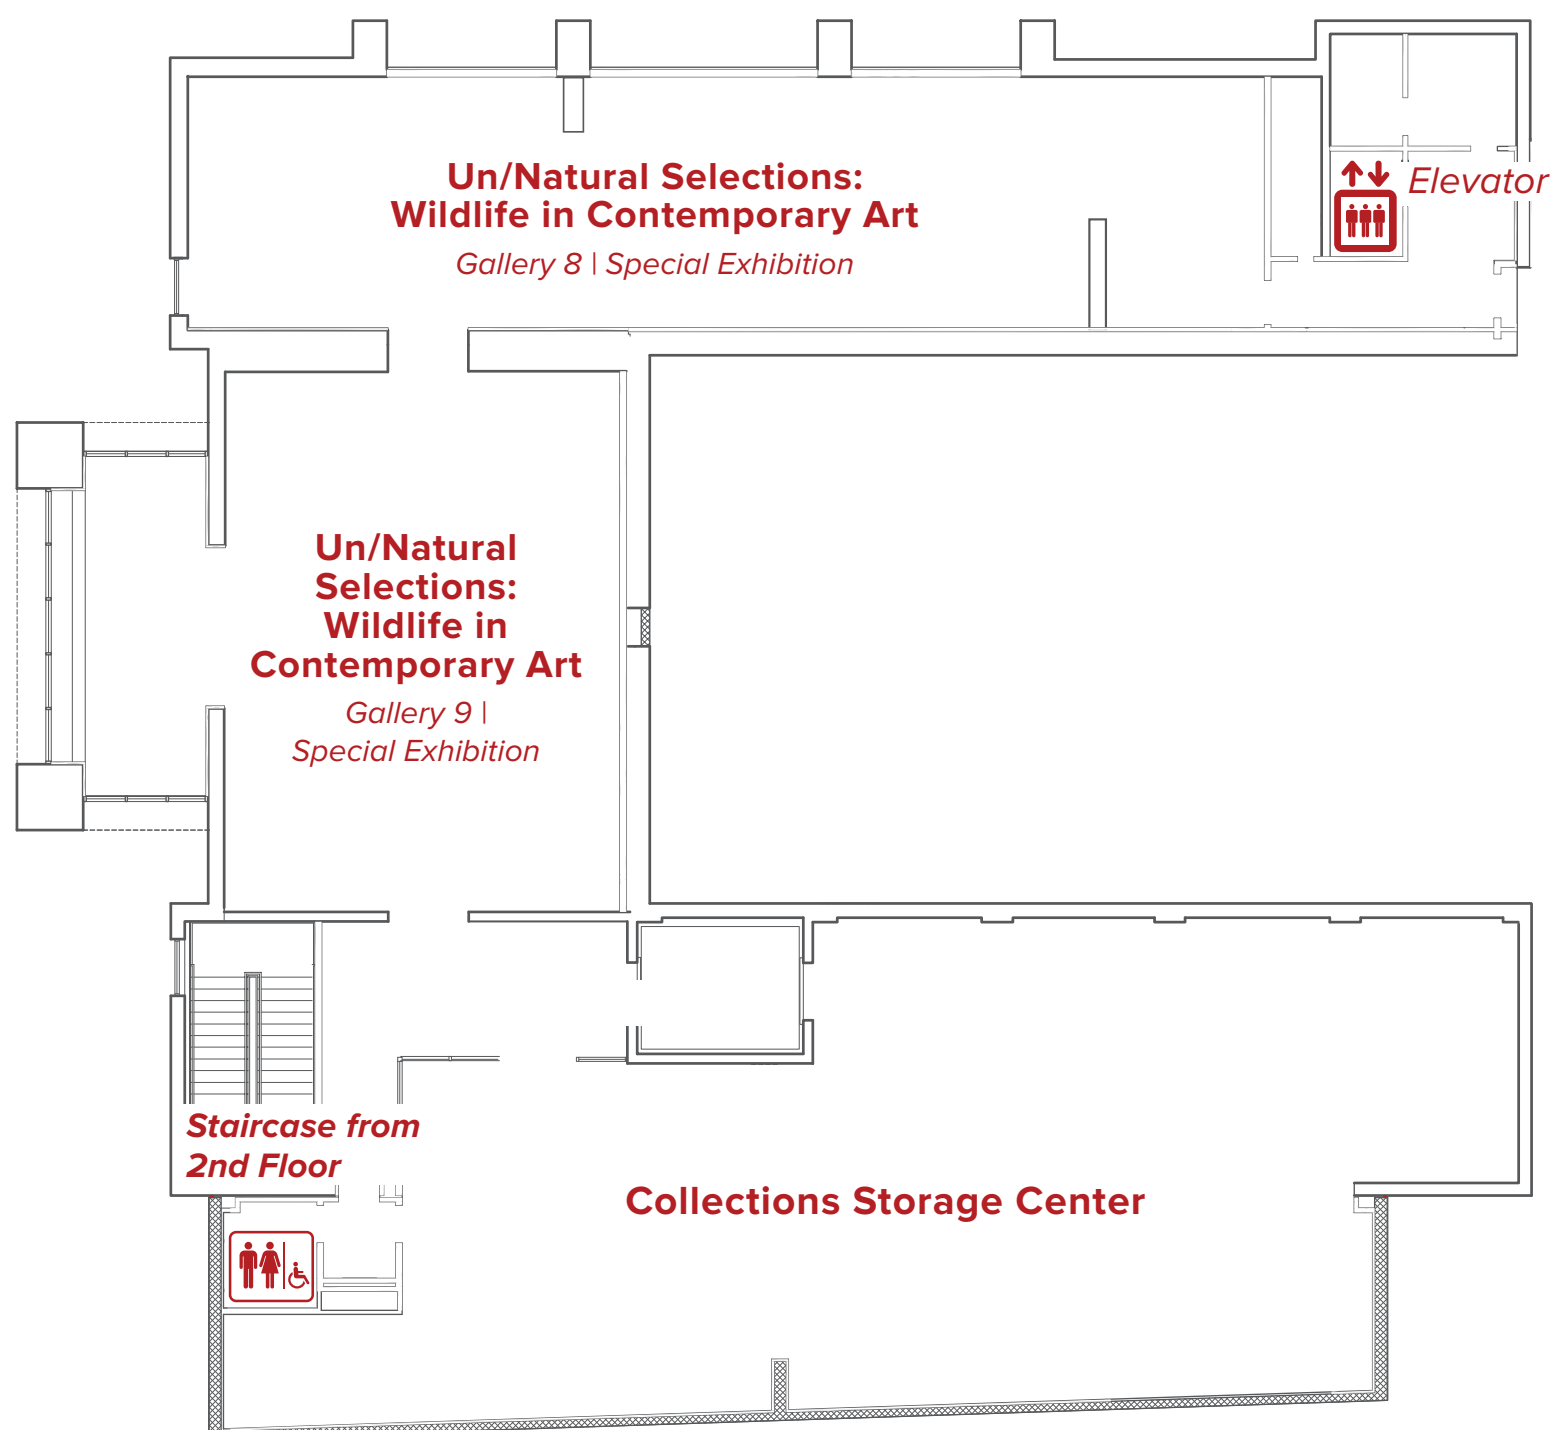 Un/Natural Selections:
Wildlife in Contemporary Art
Gallery 8 | Special Exhibition
Elevator
Un/Natural
Selections:
Wildlife in
Contemporary Art
Gallery 9 |
Special Exhibition
Staircase from
2nd Floor
Collections Storage Center